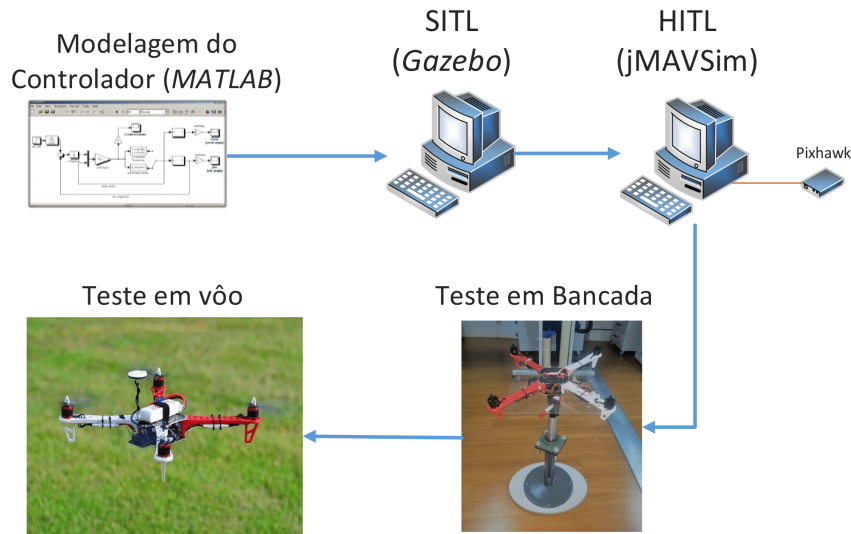 Modelagem do
Controlador (MATLAB)
SITL
(Gazebo)
HITL
(jMAVSim)
Pixhawk
Teste em vôo
Teste em Bancada